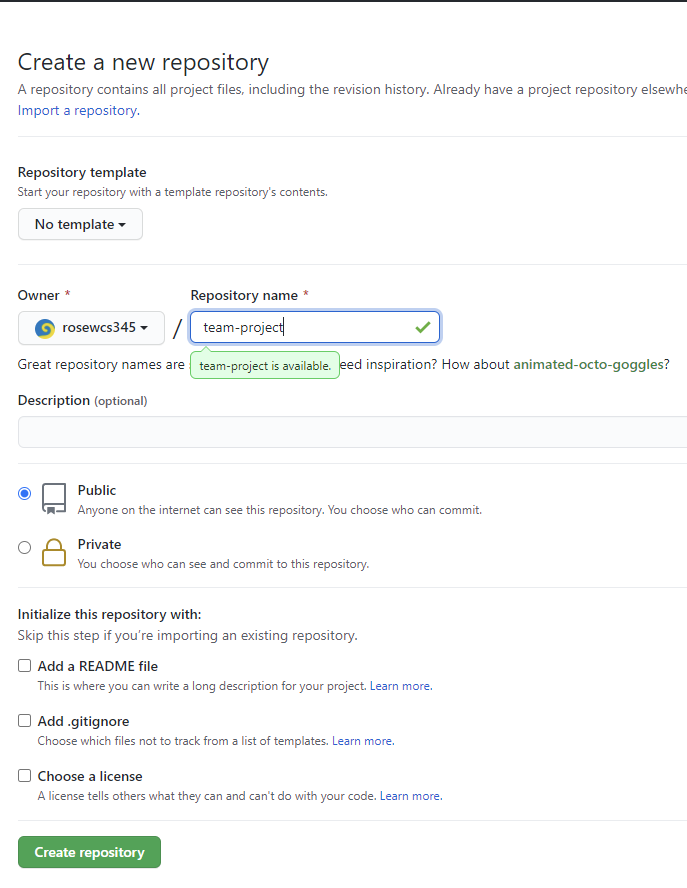 Create a new repository
A repository contains all project files, including the revision history. Already have a project repository
Import a repository.
Repository template
Start your repository with a template repository's contents.
No template
Owner * Repository name *
rosewcs345 / team-project
Great repository names are eed inspiration? How about animated-octo-goggles?
team-project is available.
Description (optional)
Public
Anyone on the internet can see this repository. You choose who can commit.
Private
You choose who can see and commit to this repository.
Initialize this repository with:
Skip this step if you're importing an existing repository.
Add a README file
This is where you can write a long description for your project. Learn more.
Add .gitignore
Choose which files not to track from a list of templates. Learn more.
Choose a license
A license tells others what they can and can't do with your code. Learn more.
Create repository